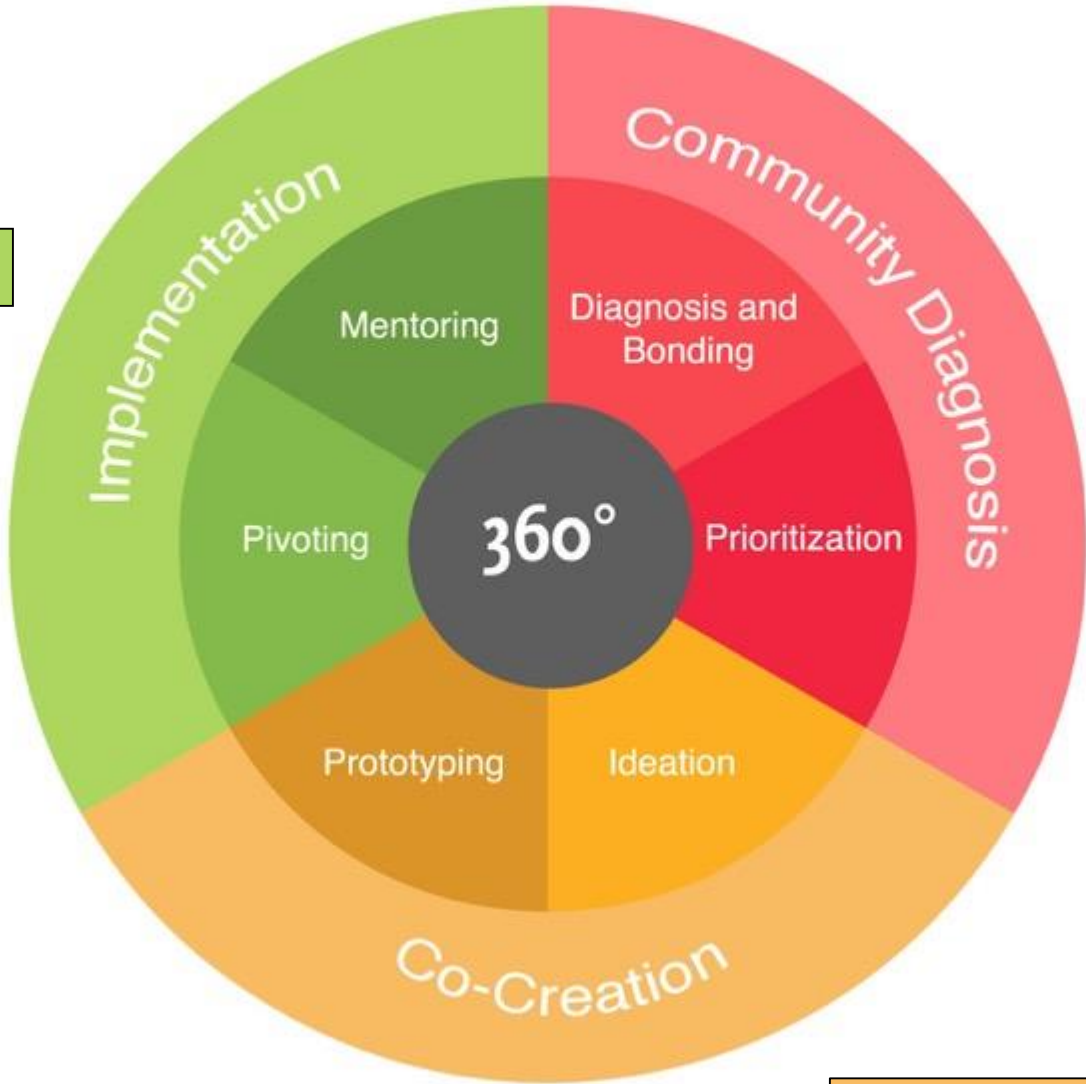 Implementation
Community Diagnosis
Mentoring
Diagnosis and
Bonding
Pivoting
360°
Prioritization
Prototyping
Ideation
Co-Creation